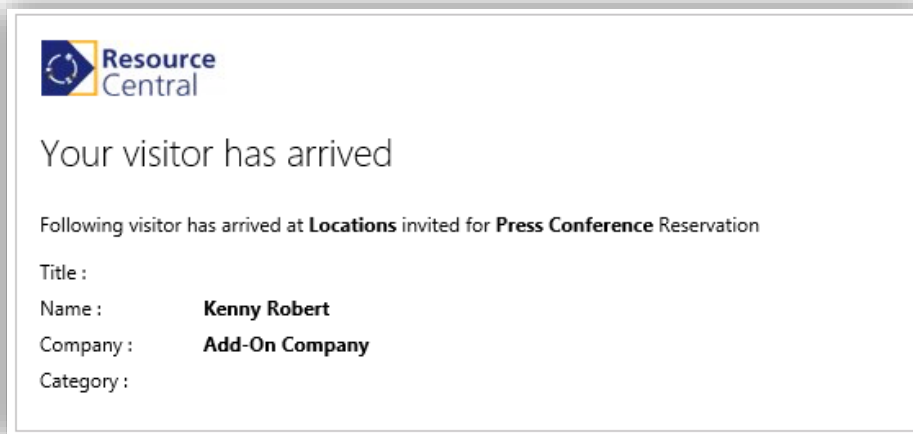 Resource
Central
Your visitor has arrived
Following visitor has arrived at Locations invited for Press Conference Reservation
Title :
Name : Kenny Robert
Company : Add-On Company
Category :